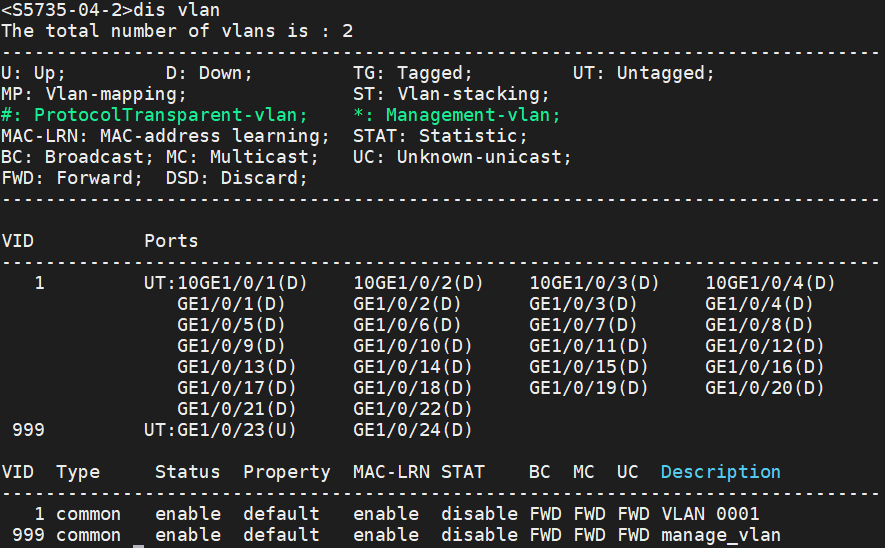 <S5735-04-2>dis vlan
The total number of vlans is : 2
--------------------------------------------------------------------------------
U: Up;         D: Down;         TG: Tagged;         UT: Untagged;
MP: Vlan-mapping;               ST: Vlan-stacking;
#: ProtocolTransparent-vlan;    *: Management-vlan;
MAC-LRN: MAC-address learning;  STAT: Statistic;
BC: Broadcast; MC: Multicast;   UC: Unknown-unicast;
FWD: Forward;  DSD: Discard;
--------------------------------------------------------------------------------
VID          Ports
--------------------------------------------------------------------------------
   1         UT:10GE1/0/1(D)    10GE1/0/2(D)    10GE1/0/3(D)    10GE1/0/4(D)
                GE1/0/1(D)      GE1/0/2(D)      GE1/0/3(D)      GE1/0/4(D)
                GE1/0/5(D)      GE1/0/6(D)      GE1/0/7(D)      GE1/0/8(D)
                GE1/0/9(D)      GE1/0/10(D)     GE1/0/11(D)     GE1/0/12(D)
                GE1/0/13(D)     GE1/0/14(D)     GE1/0/15(D)     GE1/0/16(D)
                GE1/0/17(D)     GE1/0/18(D)     GE1/0/19(D)     GE1/0/20(D)
                GE1/0/21(D)     GE1/0/22(D)
 999         UT:GE1/0/23(U)     GE1/0/24(D)
VID  Type     Status  Property  MAC-LRN STAT    BC  MC  UC  Description
--------------------------------------------------------------------------------
   1 common   enable  default   enable  disable FWD FWD FWD VLAN 0001
 999 common   enable  default   enable  disable FWD FWD FWD manage_vlan